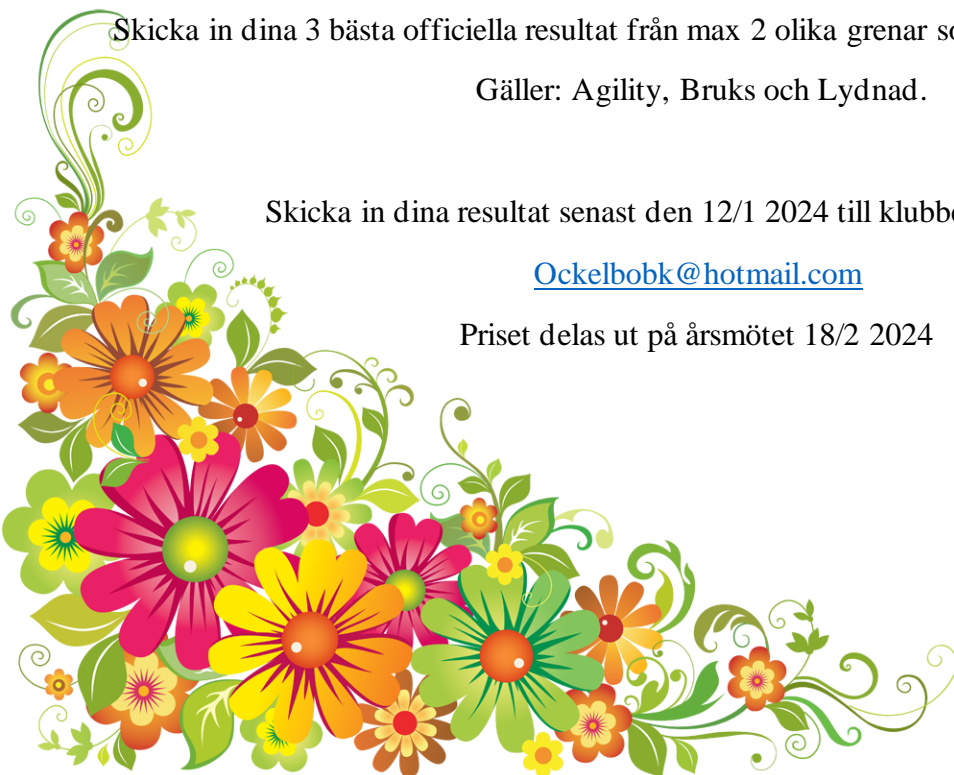 Skicka in dina 3 bästa officiella resultat från max 2 olika grenar
Gäller: Agility, Bruks och Lydnad.
Skicka in dina resultat senast den 12/1 2024 till
Ockelbobk@hotmail.com
Priset delas ut på årsmötet 18/2 2024